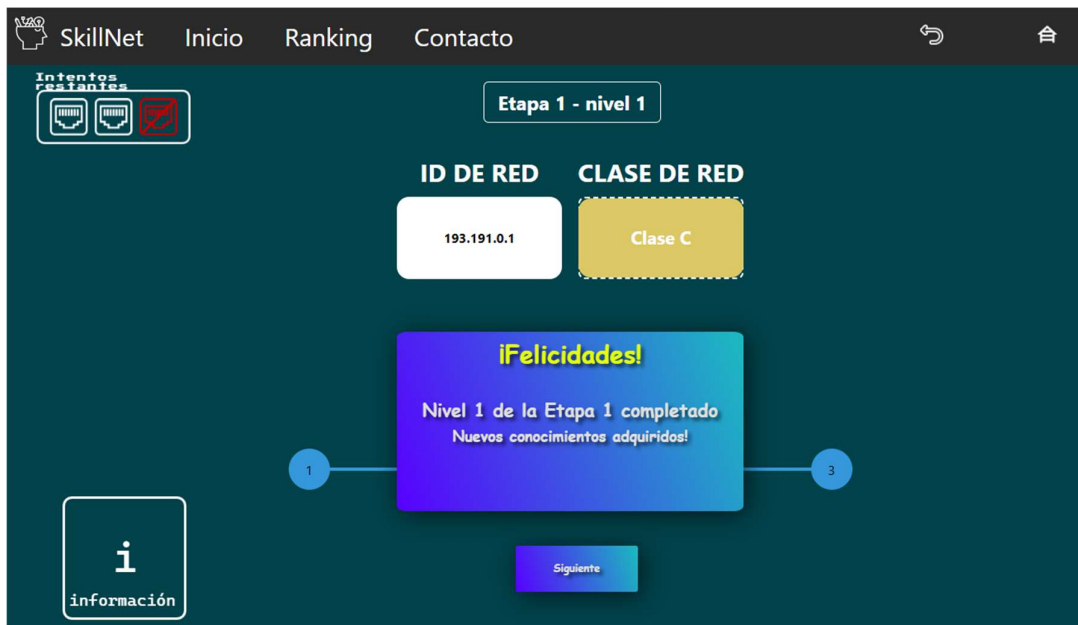 SkillNet Inicio Ranking Contacto
Intentos
restantes
Etapa 1 - nivel 1
ID DE RED CLASE DE RED
193.191.0.1 Clase C
¡Felicidades!
Nivel 1 de la Etapa 1 completado
Nuevos conocimientos adquiridos!
1 3
i
información
Siguiente